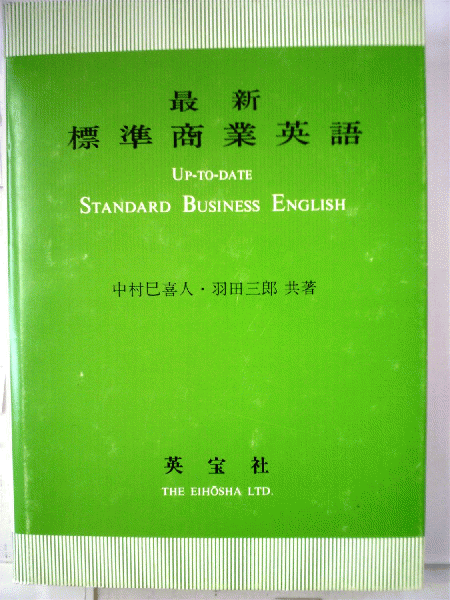 最新
標準商業英語
UP-TO-DATE
STANDARD BUSINESS ENGLISH
中村巳喜人・羽田三郎 共著
英宝社
THE EIHŌSHA LTD.